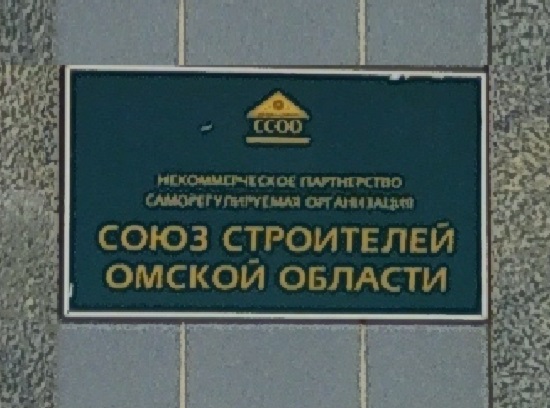 ССОО
НЕКОММЕРЧЕСКОЕ ПАРТНЕРСТВО
САМОРЕГУЛИРУЕМАЯ ОРГАНИЗАЦИЯ
СОЮЗ СТРОИТЕЛЕЙ
ОМСКОЙ ОБЛАСТИ